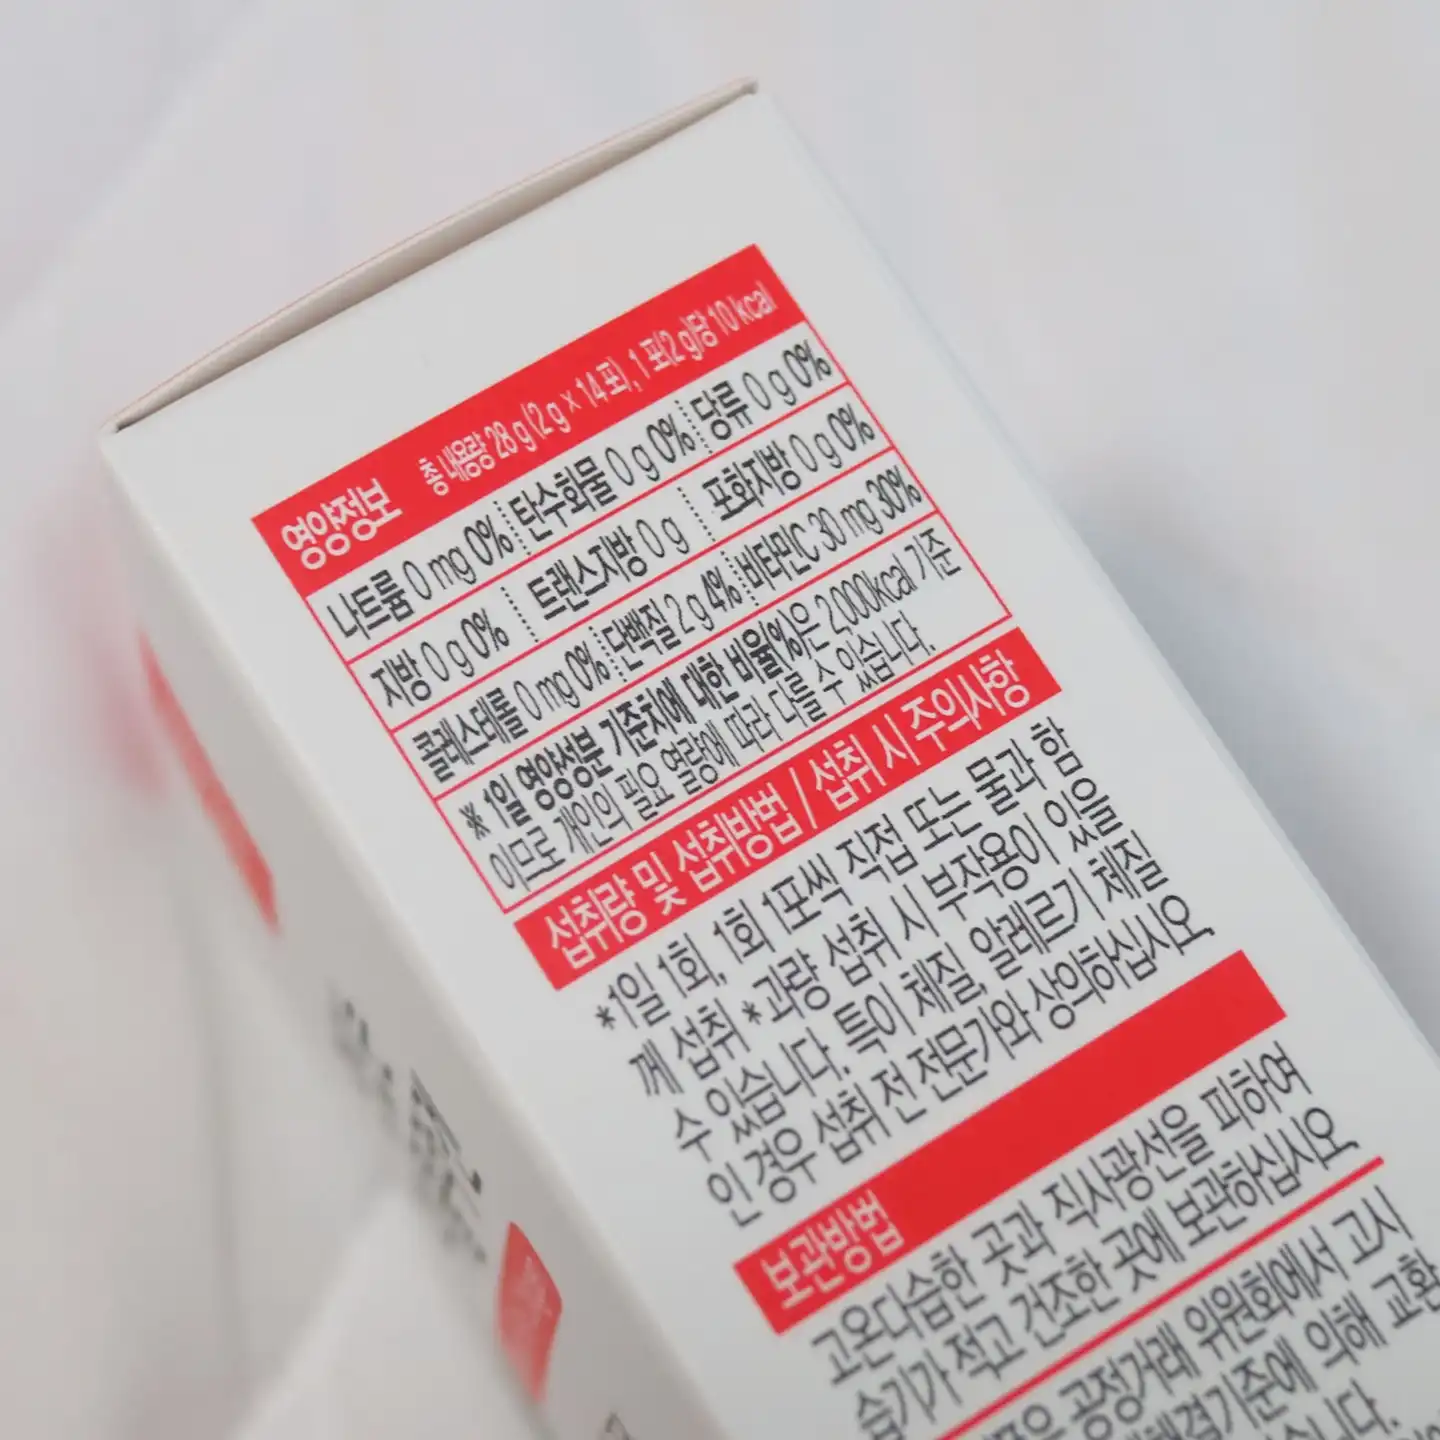 영양정보 총 내용량 28 g (2 g × 14포), 1 포(2 g)당 10 kcal
나트륨 0 mg 0% 탄수화물 0 g 0% 당류 0 g 0%
지방 0 g 0% 트랜스지방 0 g 포화지방 0 g 0%
콜레스테롤 0 mg 0% 단백질 2 g 4% 비타민C 30 mg 30%
※ 1일 영양성분 기준치에 대한 비율(%)은 2,000kcal 기준
이므로 개인의 필요 열량에 따라 다를 수 있습니다.
섭취량 및 섭취방법 / 섭취 시 주의사항
*1일 1회, 1회 1포씩 직접 또는 물과 함
께 섭취 *과량 섭취 시 부작용이 있을
수 있습니다. 특이 체질, 알레르기 체질
인 경우 섭취 전 전문가와 상의하십시오.
보관방법
고온다습한 곳과 직사광선을 피하여
습기가 적고 건조한 곳에 보관하십시오.
공정거래 위원회에서 고시
해결기준에 의해 교환